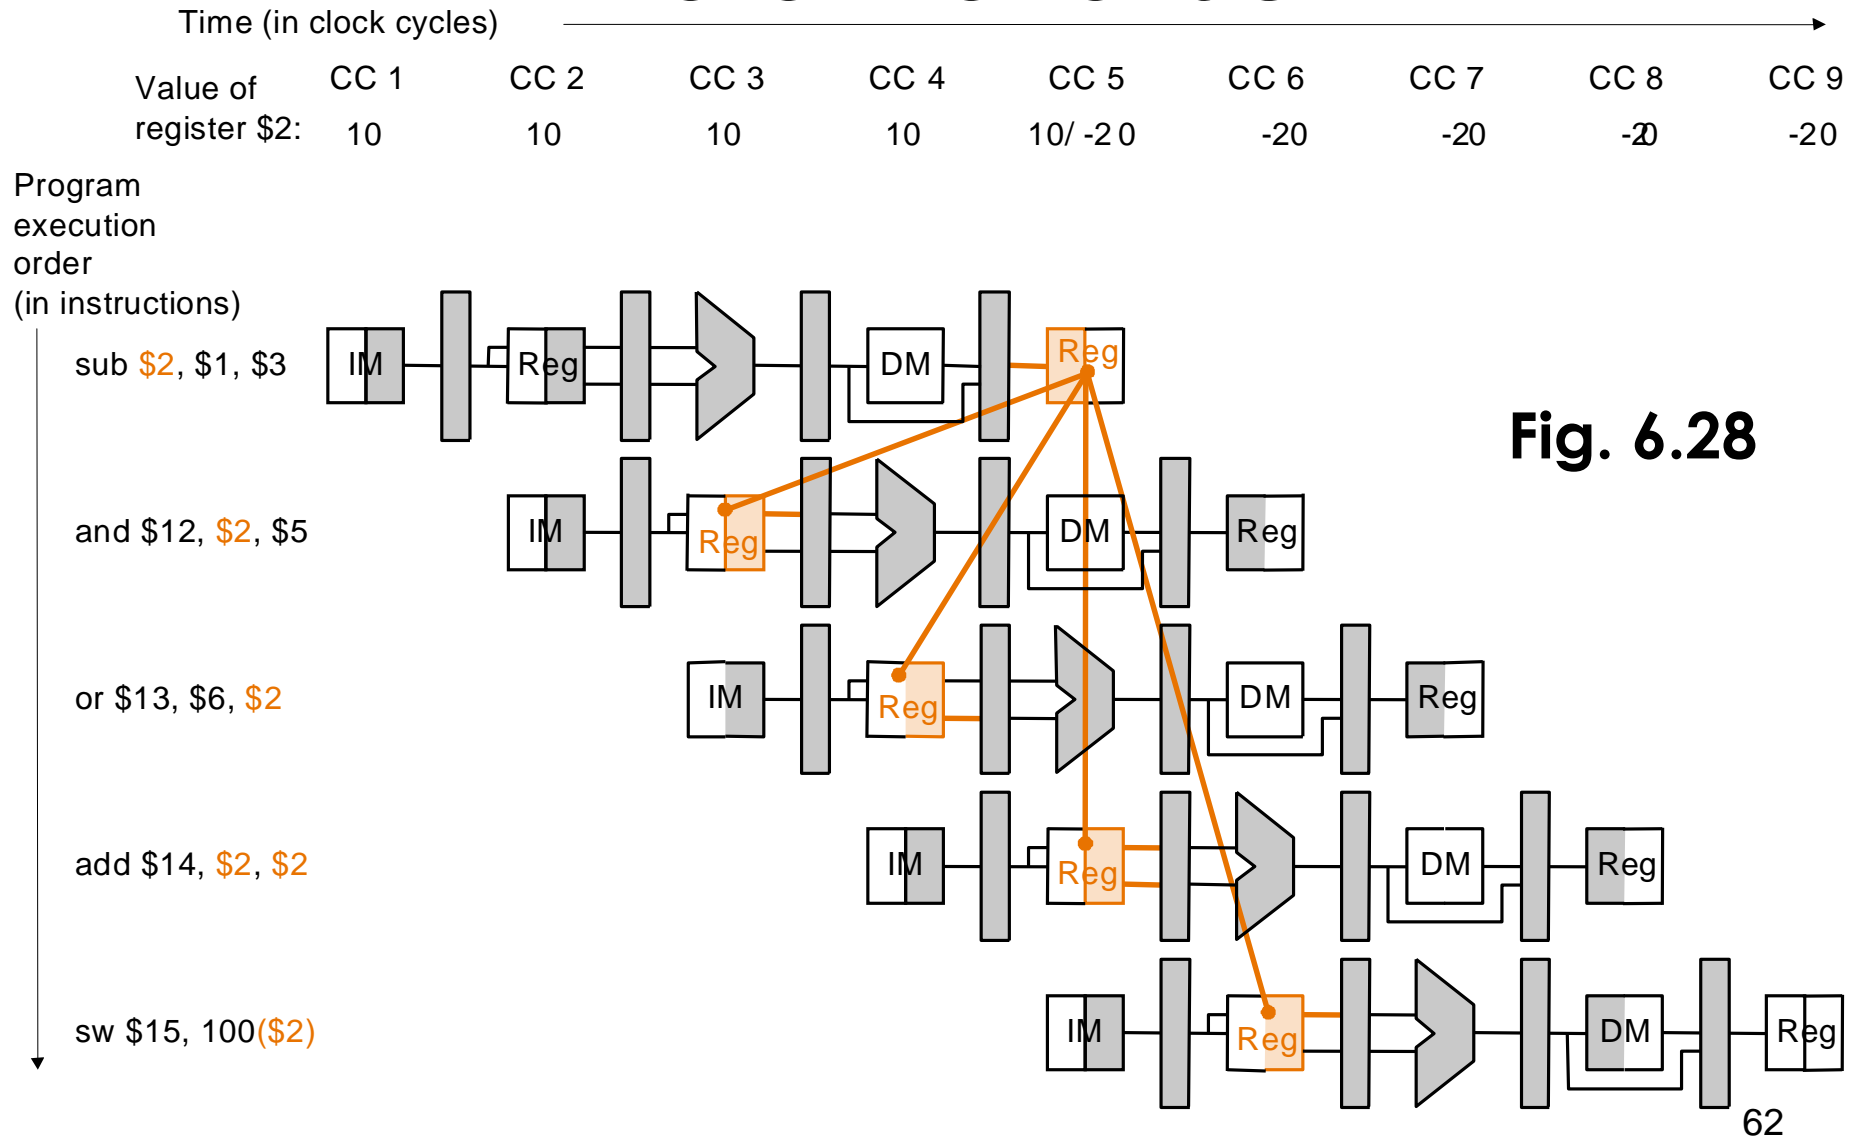 Time (in clock cycles)
CC 1 CC 2 CC 3 CC 4 CC 5 CC 6 CC 7 CC 8 CC 9
Value of
register $2:
10 10 10 10 10/ -20 -20 -20 -20 -20
Program
execution
order
(in instructions)
sub $2, $1, $3
IM Reg DM Reg
Fig. 6.28
and $12, $2, $5
IM Reg DM Reg
or $13, $6, $2
IM Reg DM Reg
add $14, $2, $2
IM Reg DM Reg
sw $15, 100($2)
IM Reg DM Reg
62